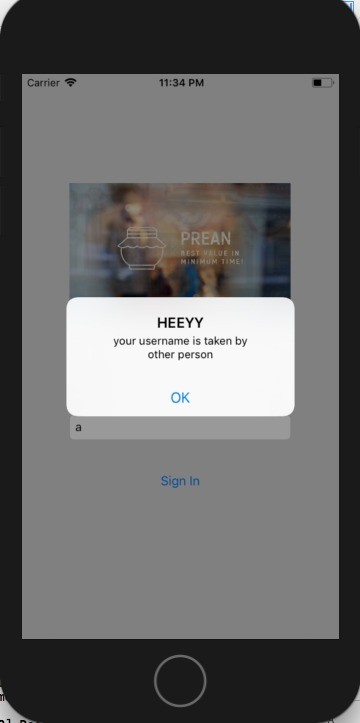 Carrier 11:34 PM
PREAN
BEST VALUE IN
MINIMUM TIME!
HEEYY
your username is taken by
other person
OK
a
Sign In